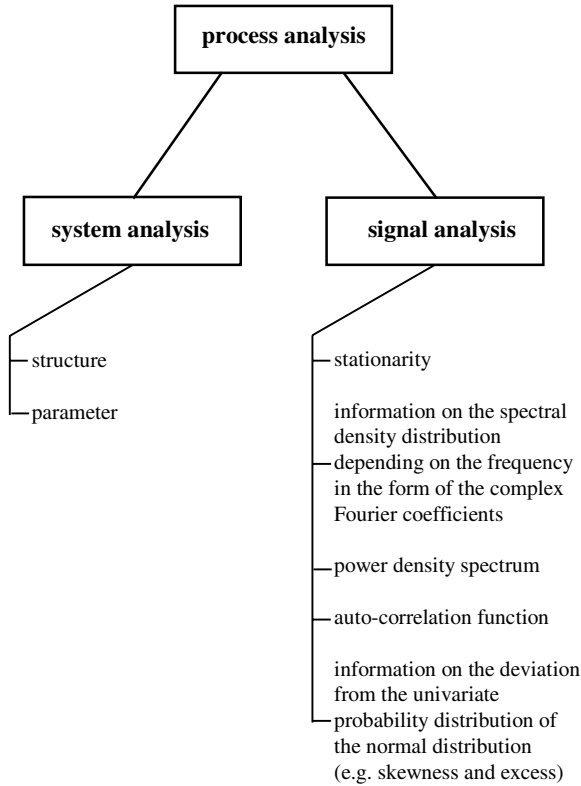 process analysis
system analysis
structure
parameter
signal analysis
stationarity
information on the spectral
density distribution
depending on the frequency
in the form of the complex
Fourier coefficients
power density spectrum
auto-correlation function
information on the deviation
from the univariate
probability distribution of
the normal distribution
(e.g. skewness and excess)